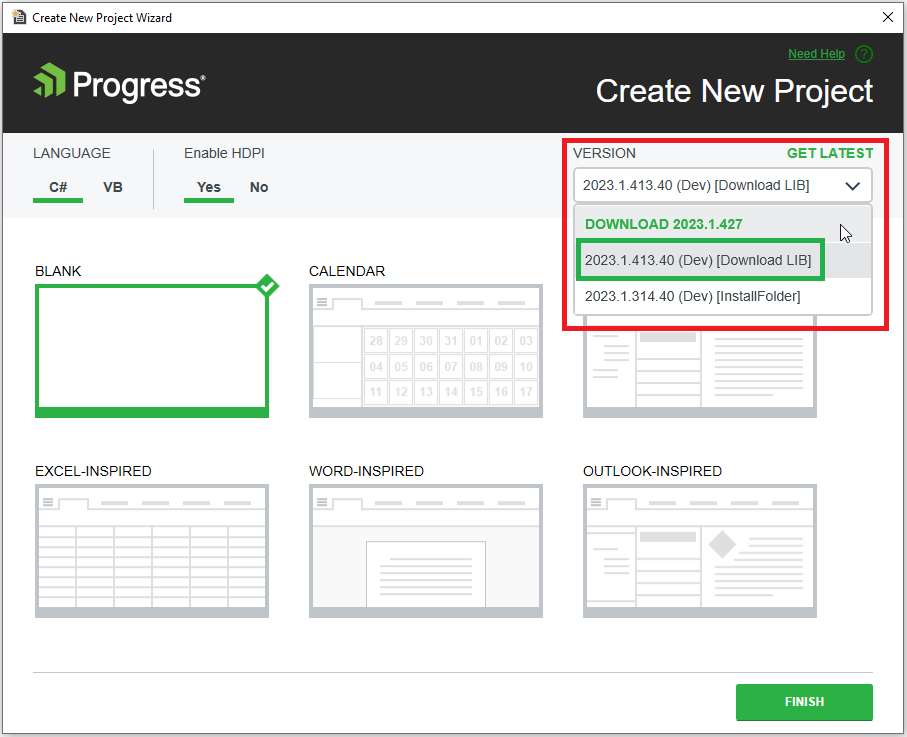 Create New Project Wizard
Need Help ?
Progress®
Create New Project
LANGUAGE
C# VB
Enable HDPI
Yes No
VERSION GET LATEST
2023.1.413.40 (Dev) [Download LIB]
DOWNLOAD 2023.1.427
2023.1.413.40 (Dev) [Download LIB]
2023.1.314.40 (Dev) [InstallFolder]
BLANK
CALENDAR
28 29 30 31 01 02 03
04 05 06 07 08 09 10
11 12 13 14 15 16 17
EXCEL-INSPIRED
WORD-INSPIRED
OUTLOOK-INSPIRED
FINISH